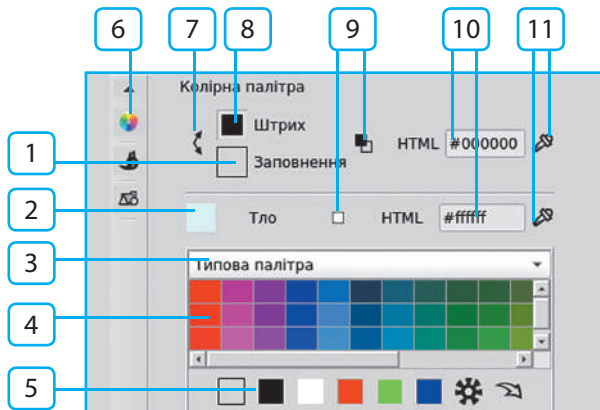 6 7 8 9 10 11
Колірна палітра
Штрих
HTML #000000
1
Заповнення
2
Тло HTML #ffffff
3
Типова палітра
4
5